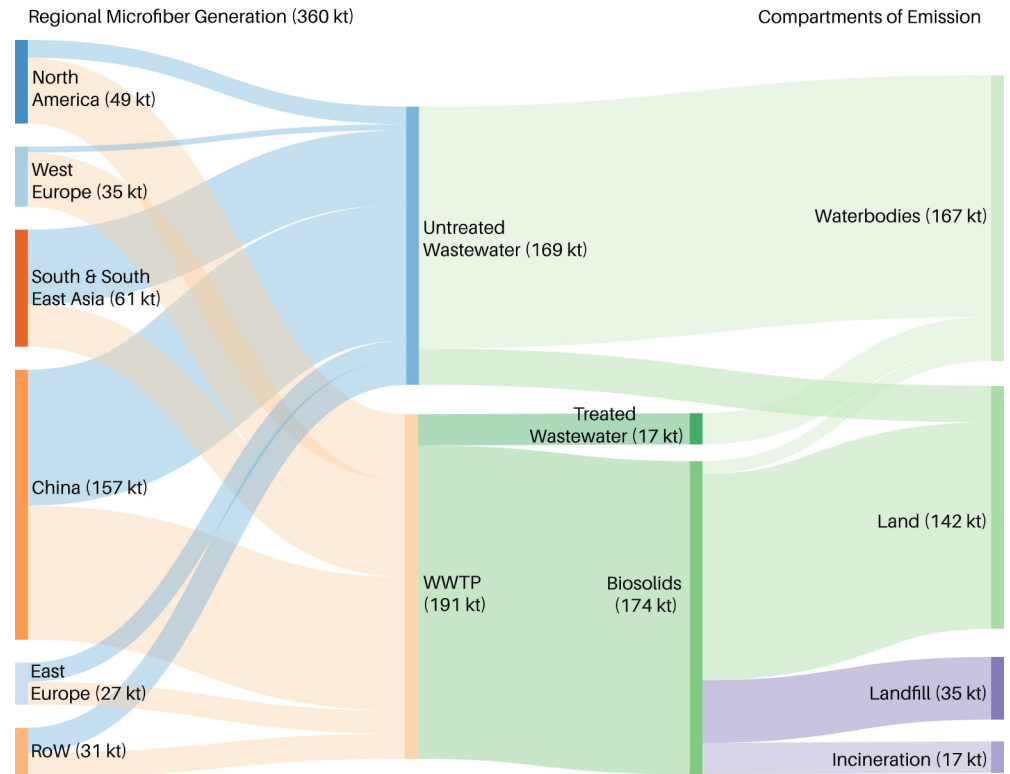 Regional Microfiber Generation (360 kt)
Compartments of Emission
North
America (49 kt)
West
Europe (35 kt)
South & South
East Asia (61 kt)
China (157 kt)
East
Europe (27 kt)
RoW (31 kt)
Untreated
Wastewater (169 kt)
WWTP
(191 kt)
Treated
Wastewater (17 kt)
Biosolids
(174 kt)
Waterbodies (167 kt)
Land (142 kt)
Landfill (35 kt)
Incineration (17 kt)